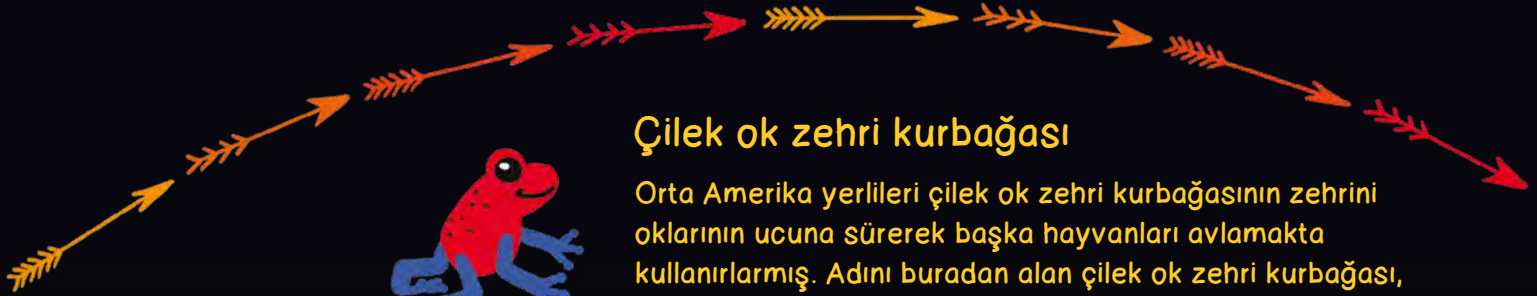 Çilek ok zehri kurbağası
Orta Amerika yerlileri çilek ok zehri kurbağasının zehrini
oklarının ucuna sürerek başka hayvanları avlamakta
kullanırlarmış. Adını buradan alan çilek ok zehri kurbağası,